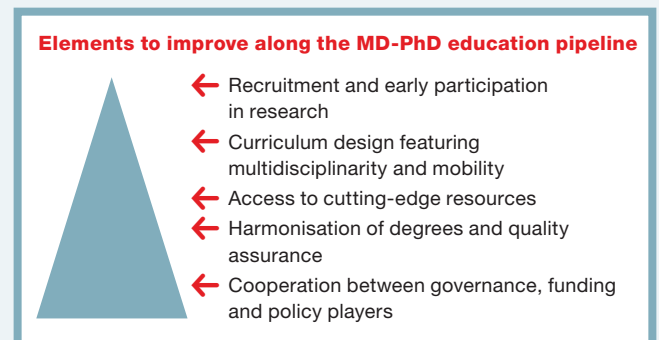 Elements to improve along the MD-PhD education pipeline
Recruitment and early participation
in research
Curriculum design featuring
multidisciplinarity and mobility
Access to cutting-edge resources
Harmonisation of degrees and quality
assurance
Cooperation between governance, funding
and policy players